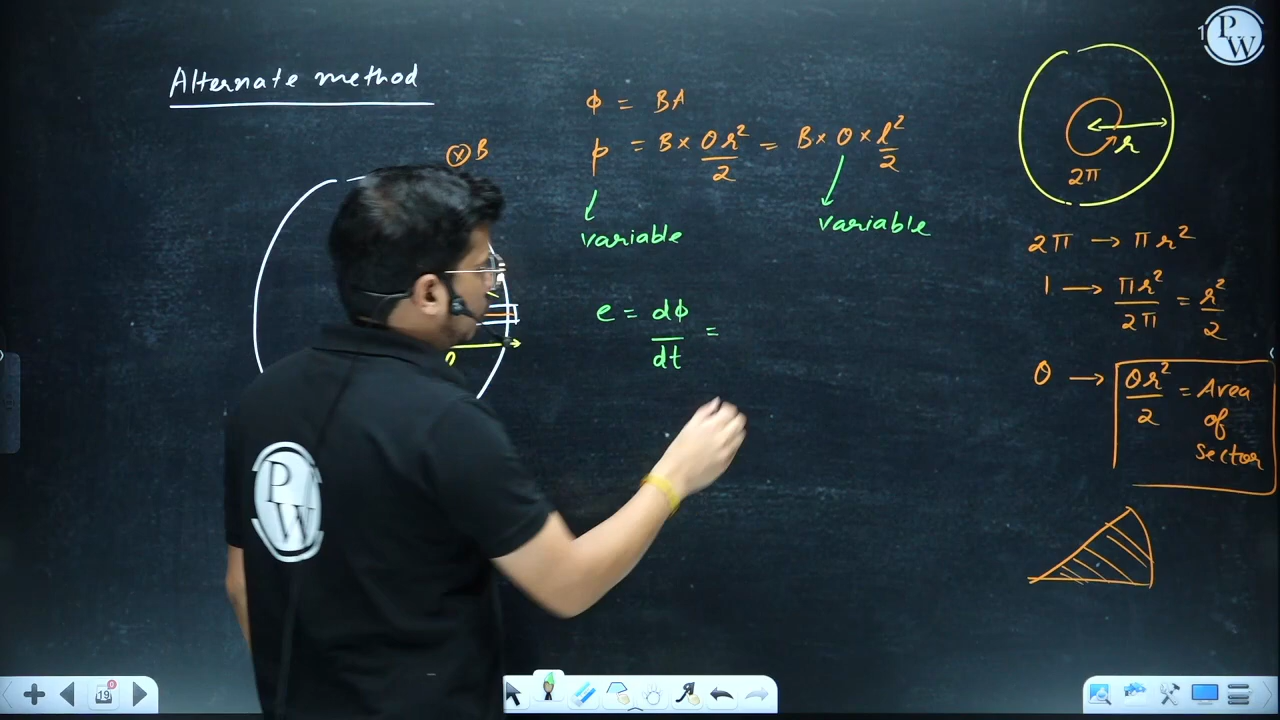 Alternate method
ⓧ B
ϕ = BA
p = B × θr²/2 = B × θ × l²/2
variable
variable
e = dϕ/dt =
r
2π
2π → πr²
1 → πr²/2π = r²/2
θ → θr²/2 = Area of sector
PW
PW
19